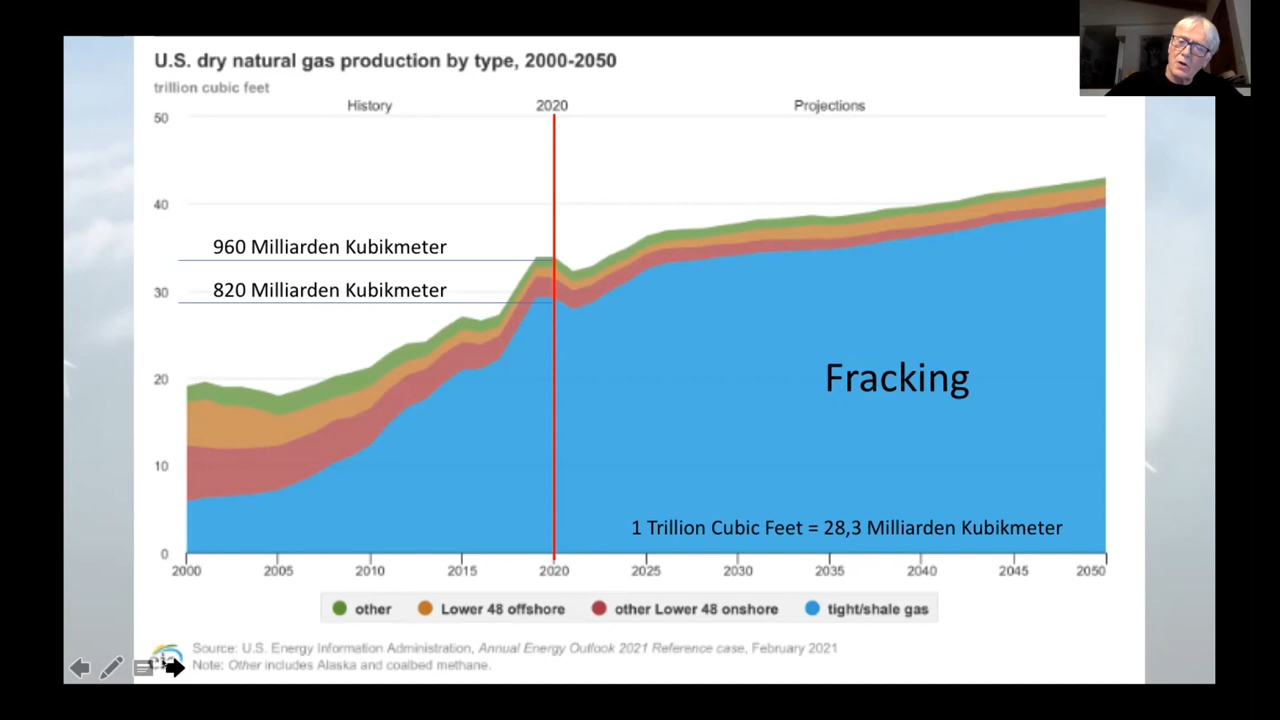 U.S. dry natural gas production by type, 2000-2050
trillion cubic feet
History 2020 Projections
50
40
960 Milliarden Kubikmeter
30
820 Milliarden Kubikmeter
20
Fracking
10
1 Trillion Cubic Feet = 28,3 Milliarden Kubikmeter
0
2000 2005 2010 2015 2020 2025 2030 2035 2040 2045 2050
other Lower 48 offshore other Lower 48 onshore tight/shale gas
Source: U.S. Energy Information Administration, Annual Energy Outlook 2021 Reference case, February 2021
Note: Other includes Alaska and coalbed methane.